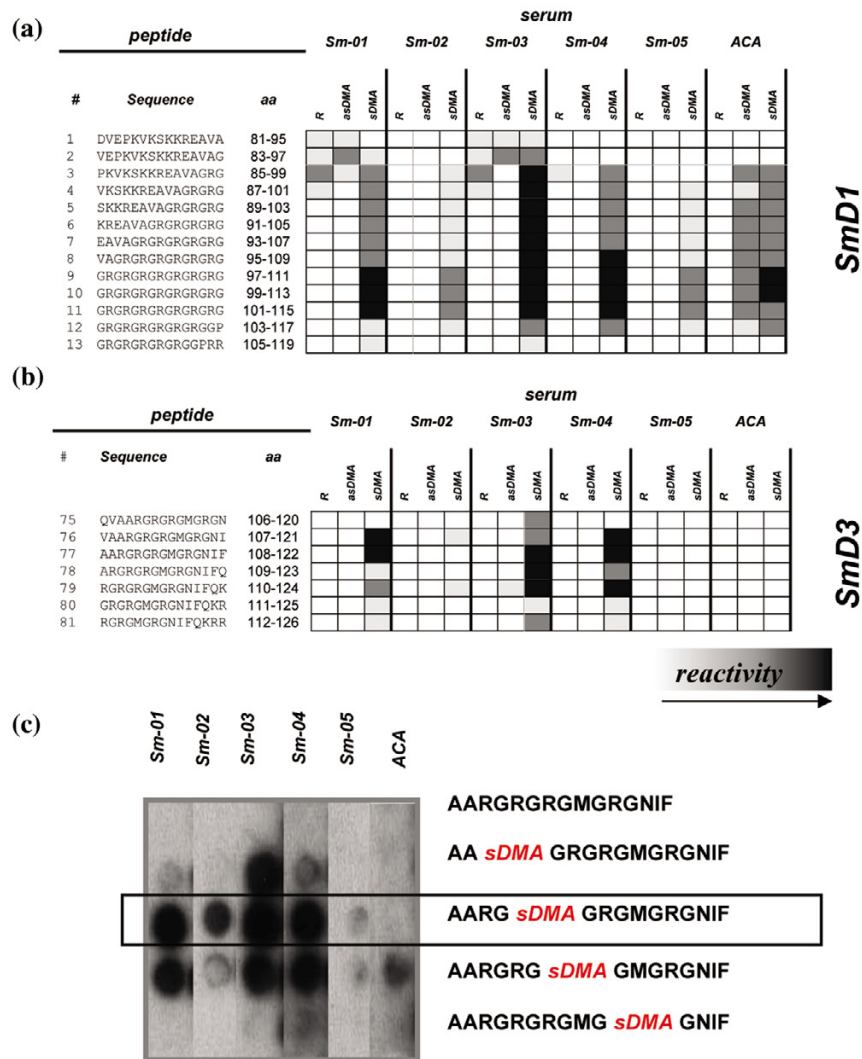 (a)
serum
peptide
Sm-01 Sm-02 Sm-03 Sm-04 Sm-05 ACA
# Sequence aa R asDMA sDMA R asDMA sDMA R asDMA sDMA R asDMA sDMA R asDMA sDMA R asDMA sDMA
1 DVEPKVKSKKREAVA 81-95
2 VEPKVKSKKREAVAG 83-97
3 PKVKSKKREAVAGRG 85-99
4 VKSKKREAVAGRGRG 87-101
5 SKKREAVAGRGRGRG 89-103
6 KREAVAGRGRGRGRG 91-105
7 EAVAGRGRGRGRGRG 93-107
8 VAGRGRGRGRGRGRG 95-109
9 GRGRGRGRGRGRGRG 97-111
10 GRGRGRGRGRGRGRG 99-113
11 GRGRGRGRGRGRGRG 101-115
12 GRGRGRGRGRGRGGP 103-117
13 GRGRGRGRGRGGPRR 105-119
SmD1
(b)
serum
peptide
Sm-01 Sm-02 Sm-03 Sm-04 Sm-05 ACA
# Sequence aa R asDMA sDMA R asDMA sDMA R asDMA sDMA R asDMA sDMA R asDMA sDMA R asDMA sDMA
75 QVAARGRGRGMGRGN 106-120
76 VAARGRGRGMGRGNI 107-121
77 AARGRGRGMGRGNIF 108-122
78 ARGRGRGMGRGNIFQ 109-123
79 RGRGRGMGRGNIFQK 110-124
80 GRGRGMGRGNIFQKR 111-125
81 RGRGMGRGNIFQKRR 112-126
SmD3
reactivity
(c)
Sm-01 Sm-02 Sm-03 Sm-04 Sm-05 ACA
AARGRGRGMGRGNIF
AA sDMA GRGRGMGRGNIF
AARG sDMA GRGMGRGNIF
AARGRG sDMA GMGRGNIF
AARGRGRGMG sDMA GNIF